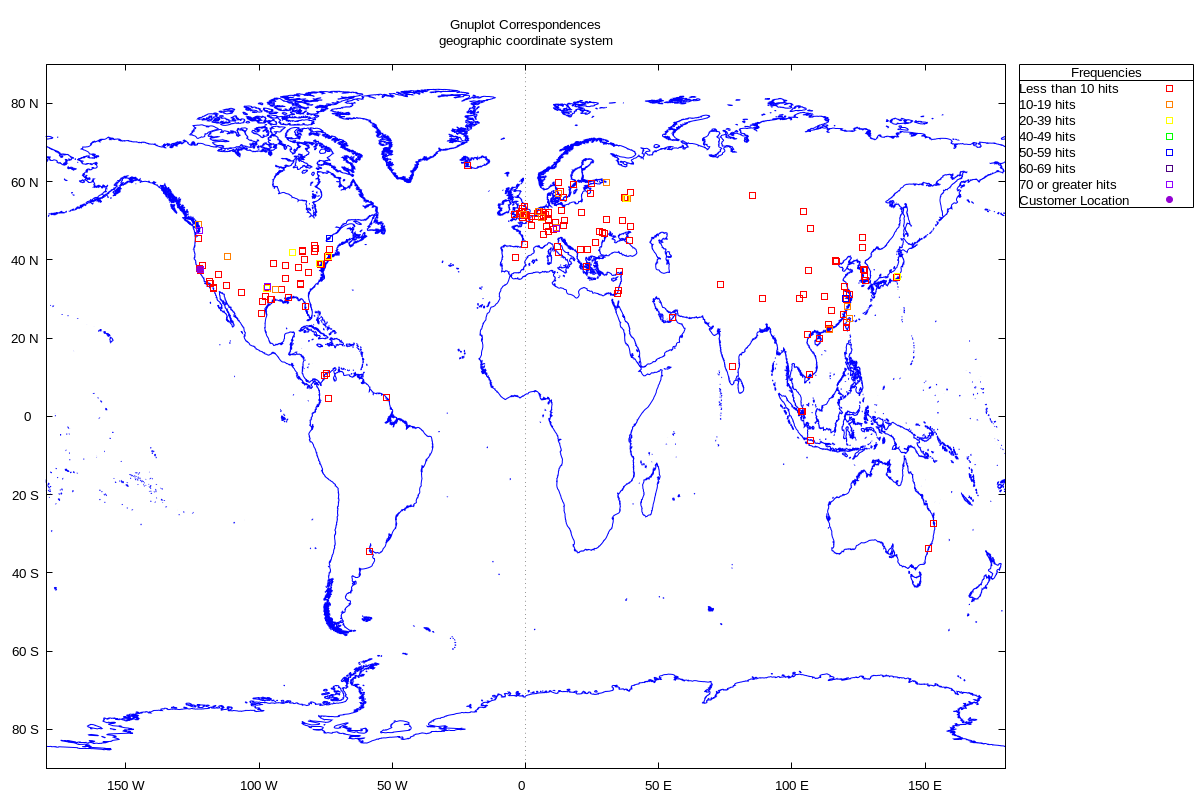 Gnuplot Correspondences
geographic coordinate system
Frequencies
Less than 10 hits
10-19 hits
20-39 hits
40-49 hits
50-59 hits
60-69 hits
70 or greater hits
Customer Location
80 N
60 N
40 N
20 N
0
20 S
40 S
60 S
80 S
150 W
100 W
50 W
0
50 E
100 E
150 E